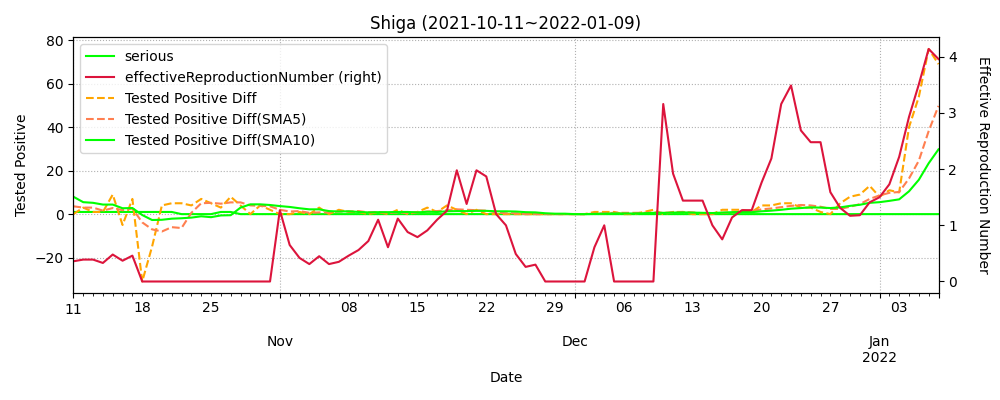 Shiga (2021-10-11~2022-01-09)
serious
effectiveReproductionNumber (right)
Tested Positive Diff
Tested Positive Diff(SMA5)
Tested Positive Diff(SMA10)
Tested Positive
80
60
40
20
0
−20
Effective Reproduction Number
4
3
2
1
0
11 18 25 08 15 22 29 06 13 20 27 03
Nov Dec Jan
2022
Date